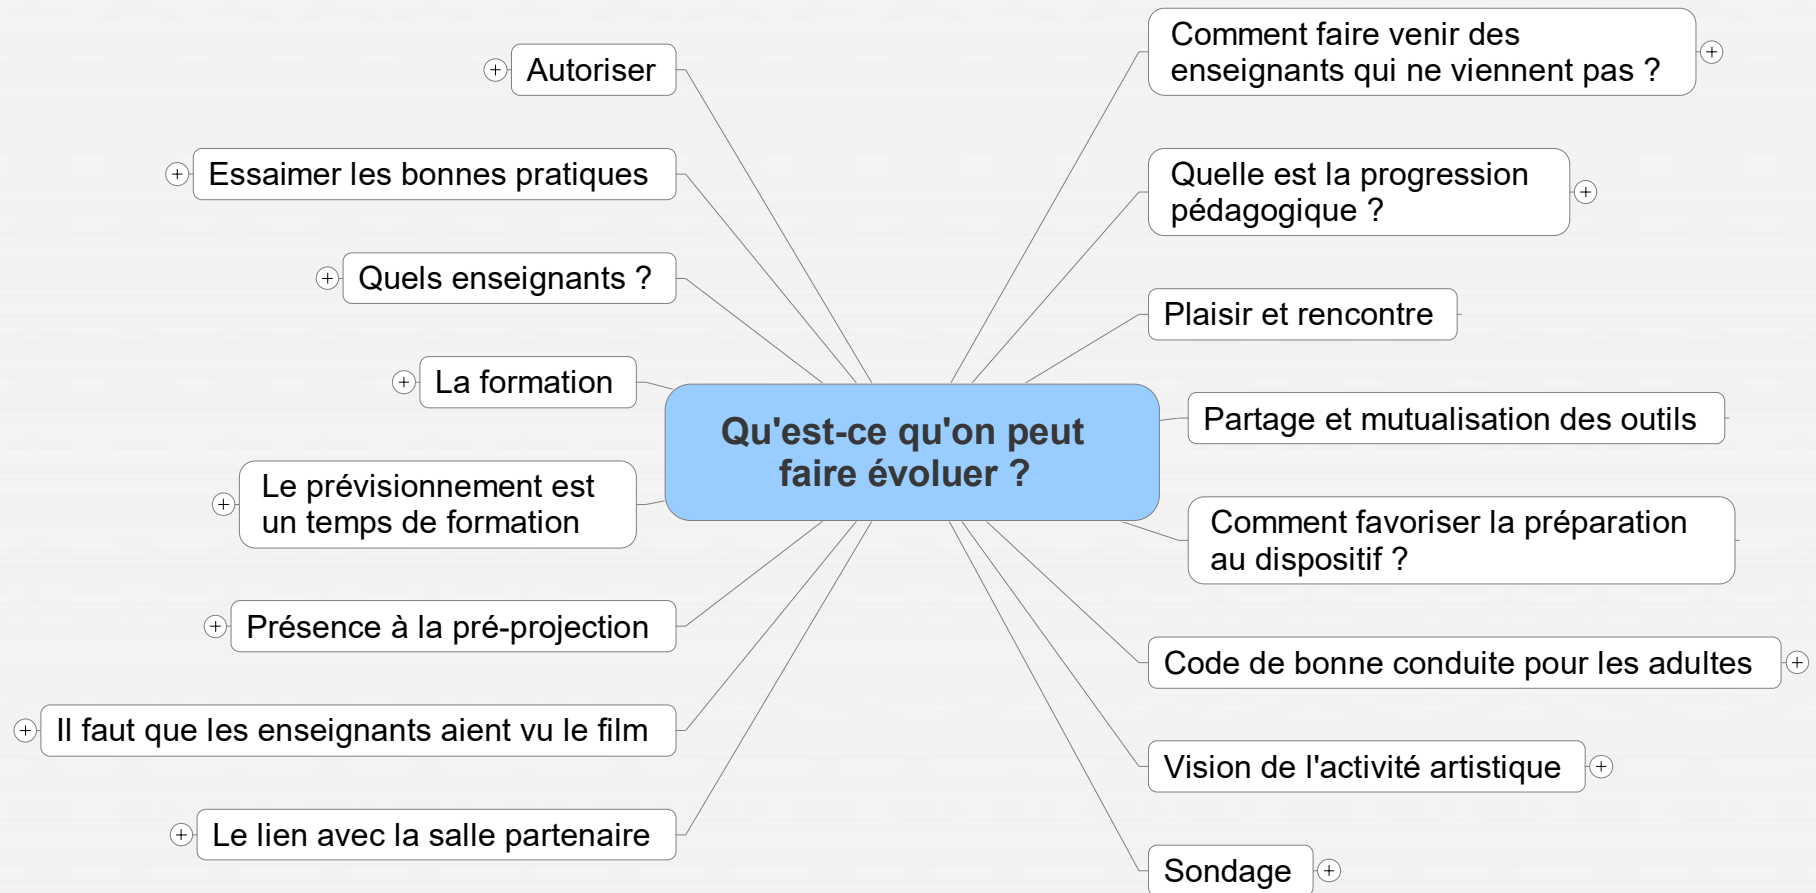 Qu'est-ce qu'on peut
faire évoluer ?
Comment faire venir des
enseignants qui ne viennent pas ?
Quelle est la progression
pédagogique ?
Plaisir et rencontre
Partage et mutualisation des outils
Comment favoriser la préparation
au dispositif ?
Code de bonne conduite pour les adultes
Vision de l'activité artistique
Sondage
Autoriser
Essaimer les bonnes pratiques
Quels enseignants ?
La formation
Le prévisionnement est
un temps de formation
Présence à la pré-projection
Il faut que les enseignants aient vu le film
Le lien avec la salle partenaire